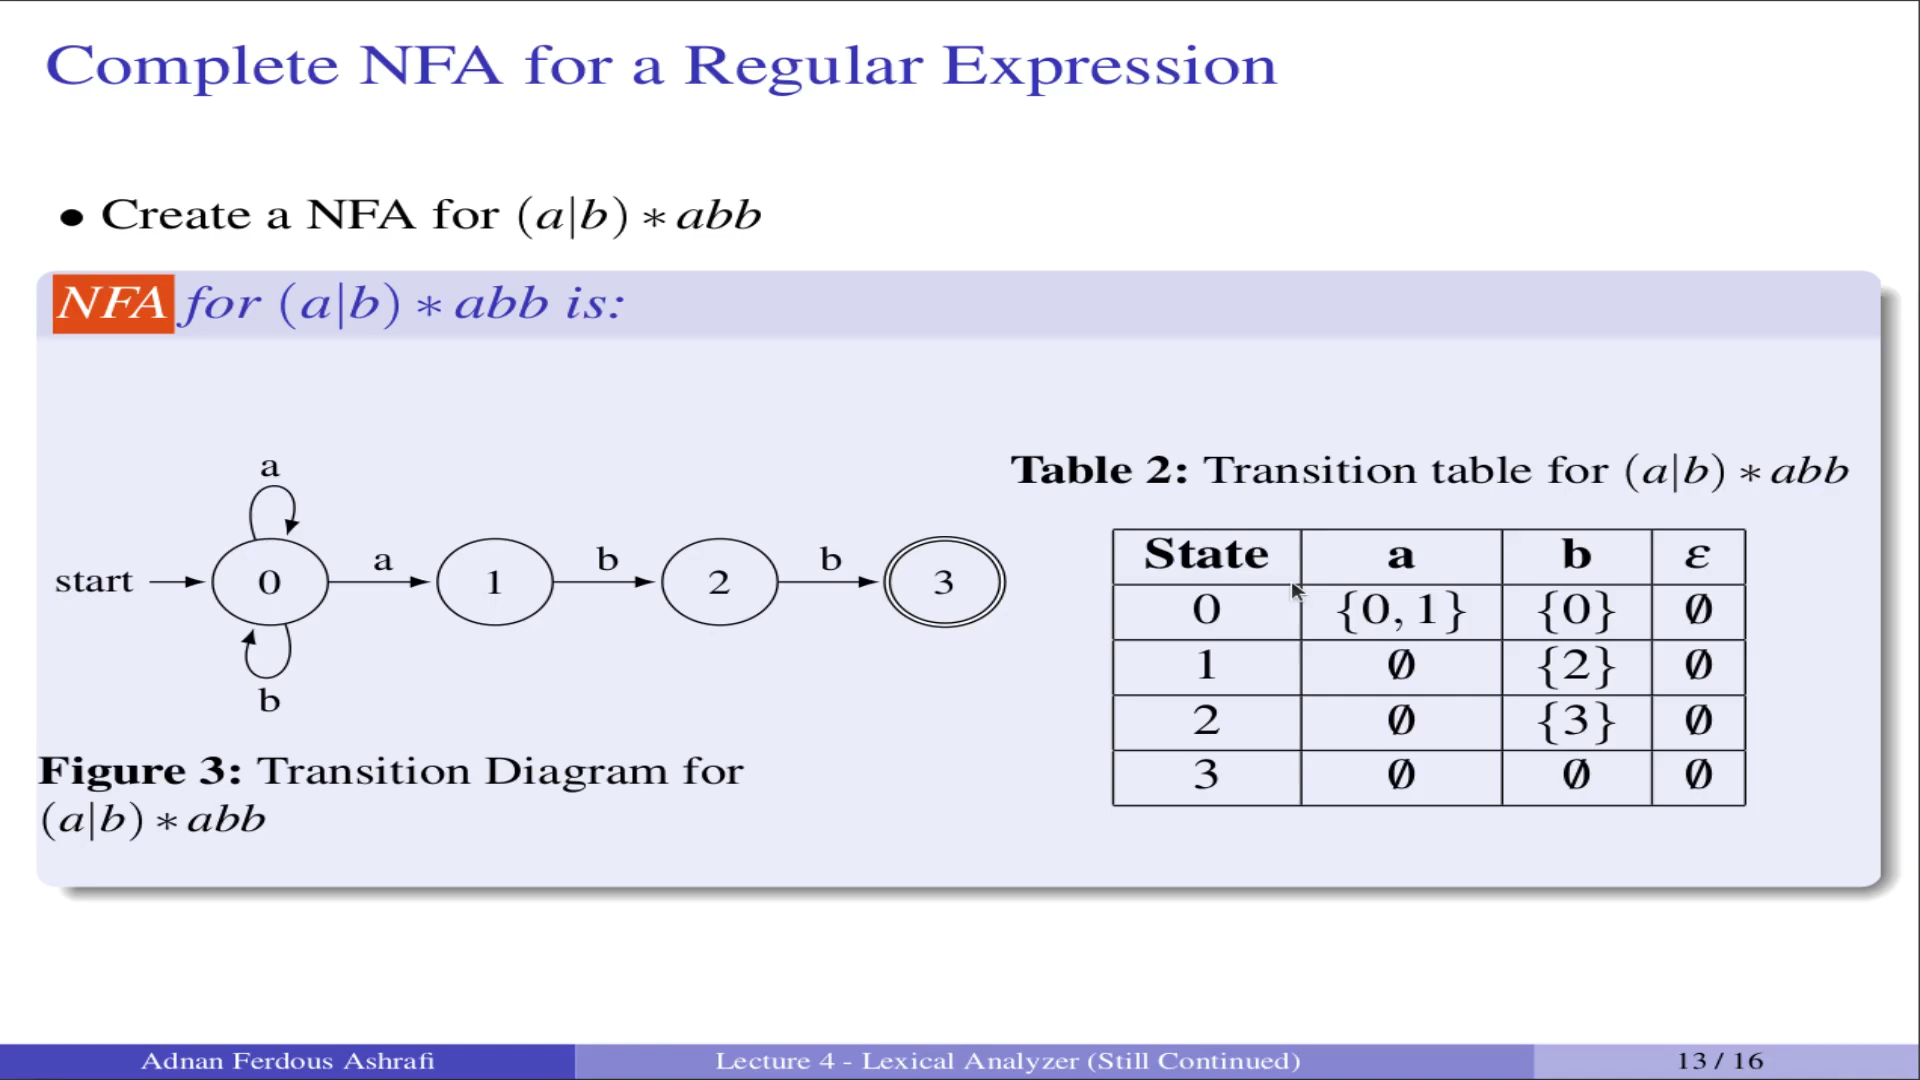 Complete NFA for a Regular Expression
• Create a NFA for (a|b) ∗ abb
NFA for (a|b) ∗ abb is:
a
start 0 a 1 b 2 b 3
b
Figure 3: Transition Diagram for
(a|b) ∗ abb
Table 2: Transition table for (a|b) ∗ abb
State a b ε
0 {0, 1} {0} ∅
1 ∅ {2} ∅
2 ∅ {3} ∅
3 ∅ ∅ ∅
Adnan Ferdous Ashrafi Lecture 4 - Lexical Analyzer (Still Continued) 13 / 16